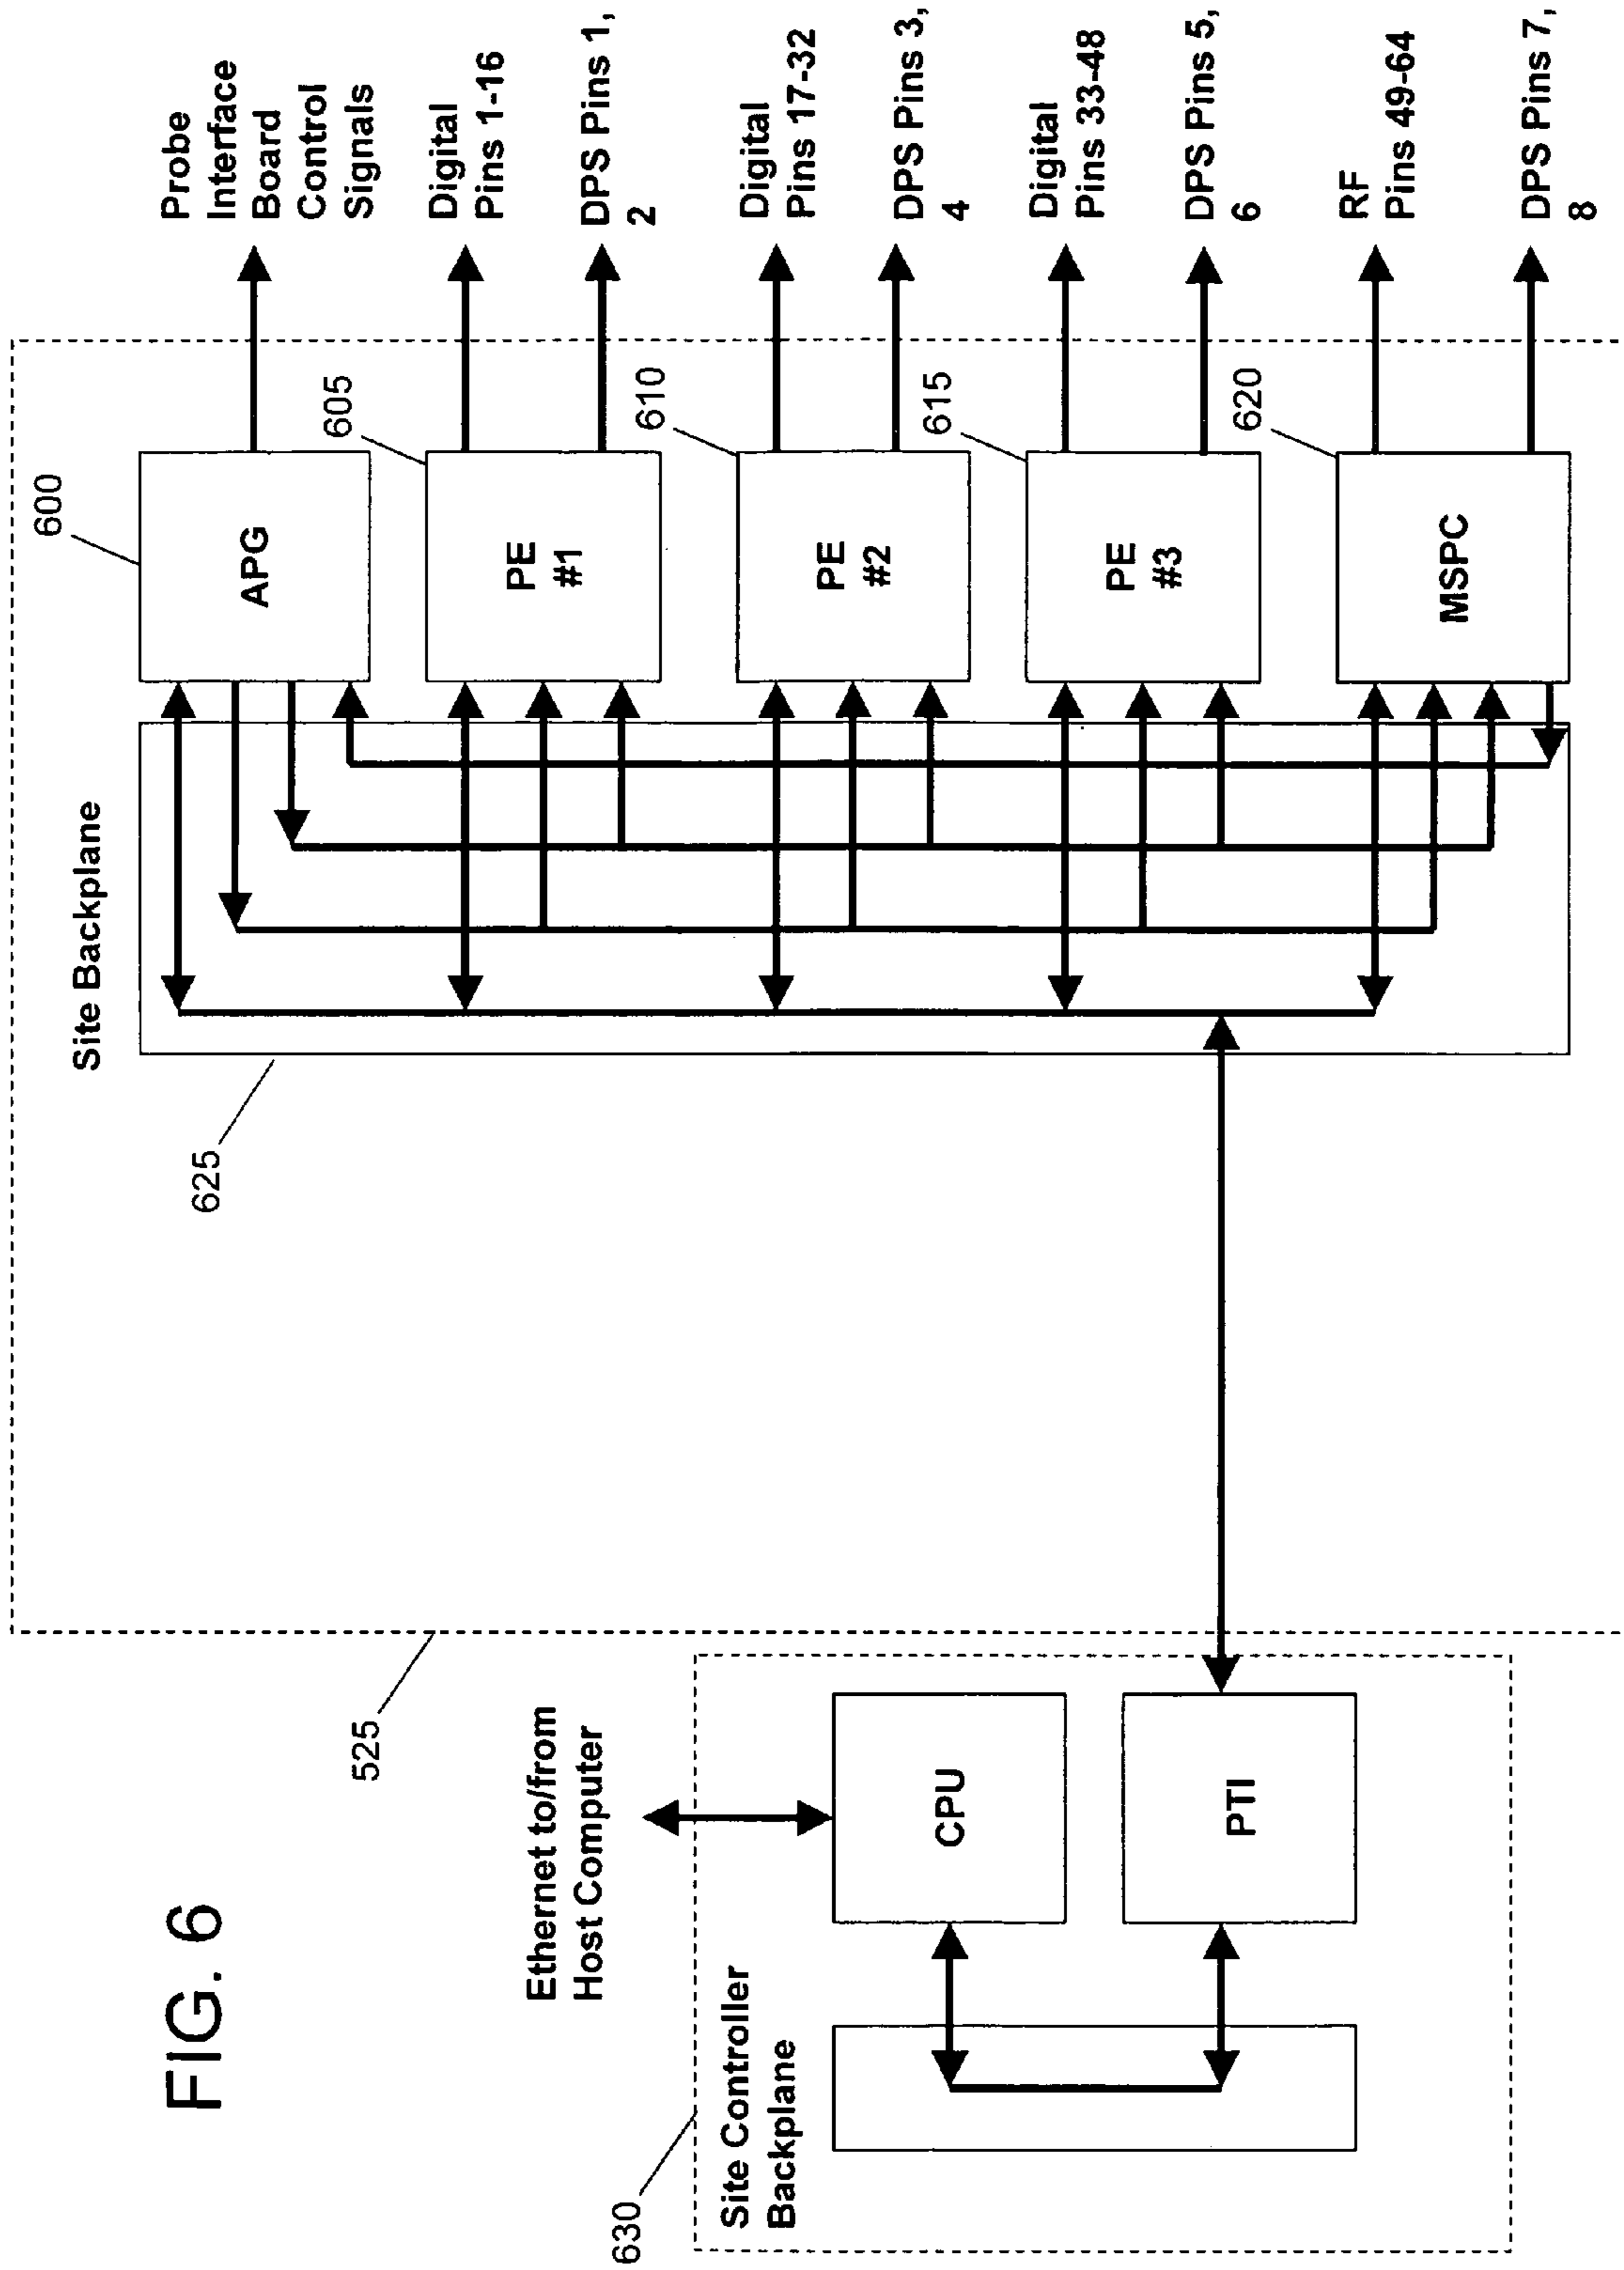 FIG. 6
630
Site Controller
Backplane
Ethernet to/from
Host Computer
CPU
PTI
525
625
Site Backplane
600
APG
605
PE
#1
610
PE
#2
615
PE
#3
620
MSPC
Probe
Interface
Board
Control
Signals
Digital
Pins 1-16
DPS Pins 1,
2
Digital
Pins 17-32
DPS Pins 3,
4
Digital
Pins 33-48
DPS Pins 5,
6
RF
Pins 49-64
DPS Pins 7,
8